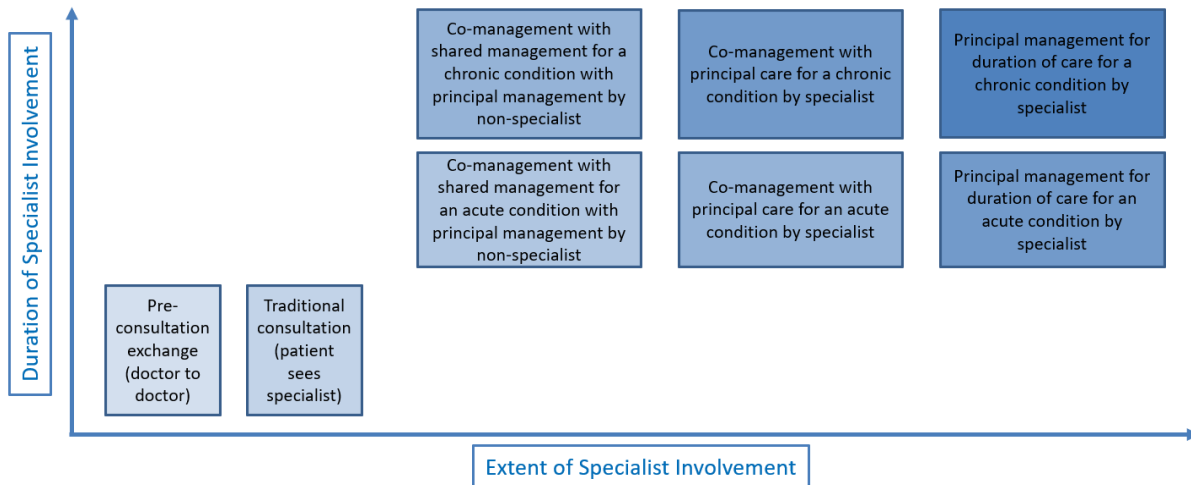 Duration of Specialist Involvement
Co-management with
shared management for a
chronic condition with
principal management by
non-specialist
Co-management with
principal care for a chronic
condition by specialist
Principal management for
duration of care for a
chronic condition by
specialist
Co-management with
shared management for
an acute condition with
principal management by
non-specialist
Co-management with
principal care for an acute
condition by specialist
Principal management for
duration of care for an
acute condition by
specialist
Pre-
consultation
exchange
(doctor to
doctor)
Traditional
consultation
(patient
sees
specialist)
Extent of Specialist Involvement